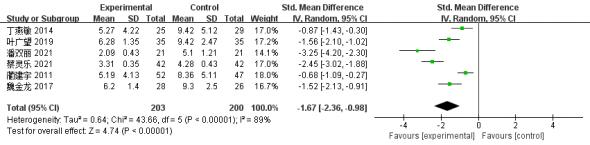 Experimental Control Std. Mean Difference Std. Mean Difference
Study or Subgroup Mean SD Total Mean SD Total Weight IV, Random, 95% CI IV, Random, 95% CI
丁燕敏 2014 5.27 4.22 25 9.42 5.12 29 17.0% -0.87 [-1.43, -0.30]
叶广望 2019 6.28 1.35 35 9.42 2.47 35 17.1% -1.56 [-2.10, -1.02]
潘双丽 2021 2.09 0.43 21 5.1 1.21 21 14.2% -3.25 [-4.20, -2.30]
蔡灵乐 2021 3.31 0.35 42 4.28 0.43 42 17.0% -2.45 [-3.02, -1.88]
蔺建宇 2011 5.19 4.13 52 8.36 5.11 47 17.9% -0.68 [-1.09, -0.27]
魏金龙 2017 6.2 1.4 28 9.3 2.5 26 16.6% -1.52 [-2.13, -0.91]
Total (95% CI) 203 200 100.0% -1.67 [-2.36, -0.98]
Heterogeneity: Tau² = 0.64; Chi² = 43.66, df = 5 (P < 0.00001); I² = 89%
Test for overall effect: Z = 4.74 (P < 0.00001)
-4 -2 0 2 4
Favours [experimental] Favours [control]